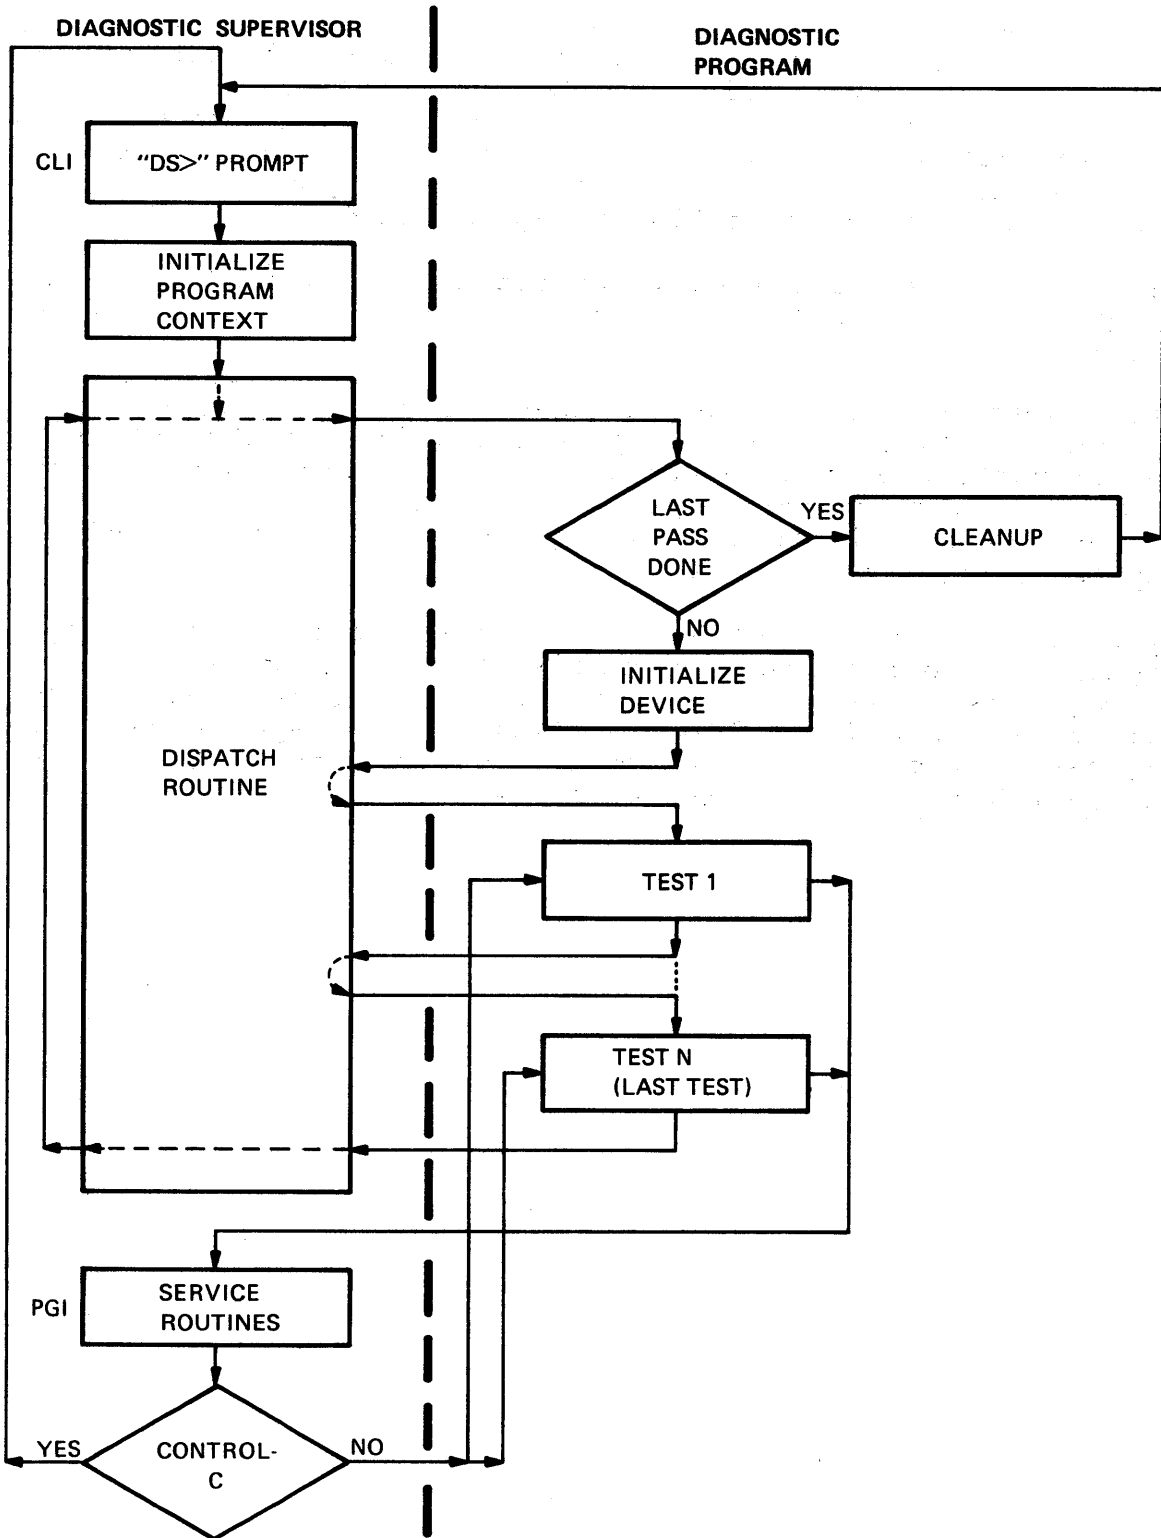 DIAGNOSTIC SUPERVISOR
DIAGNOSTIC
PROGRAM
CLI
"DS>" PROMPT
INITIALIZE
PROGRAM
CONTEXT
LAST
PASS
DONE
YES
CLEANUP
NO
INITIALIZE
DEVICE
DISPATCH
ROUTINE
TEST 1
TEST N
(LAST TEST)
PGI
SERVICE
ROUTINES
YES
CONTROL-
C
NO